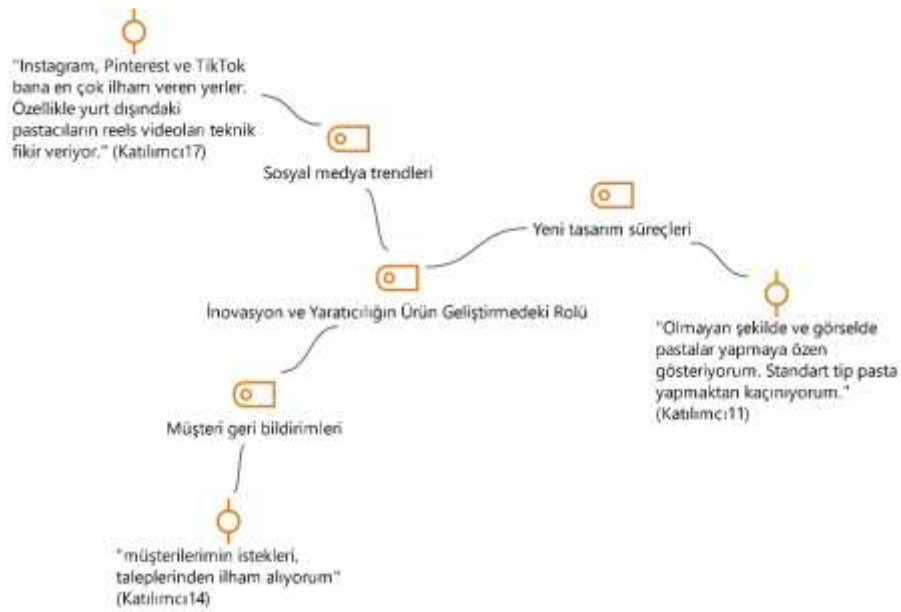 "Instagram, Pinterest ve TikTok
bana en çok ilham veren yerler.
Özellikle yurt dışındaki
pastacıların reels videoları teknik
fikir veriyor." (Katılımcı17)
Sosyal medya trendleri
Yeni tasarım süreçleri
İnovasyon ve Yaratıcılığın Ürün Geliştirmedeki Rolü
"Olmayan şekilde ve görselde
pastalar yapmaya özen
gösteriyorum. Standart tip pasta
yapmaktan kaçınıyorum."
(Katılımcı11)
Müşteri geri bildirimleri
"müşterilerimin istekleri,
taleplerinden ilham alıyorum"
(Katılımcı14)